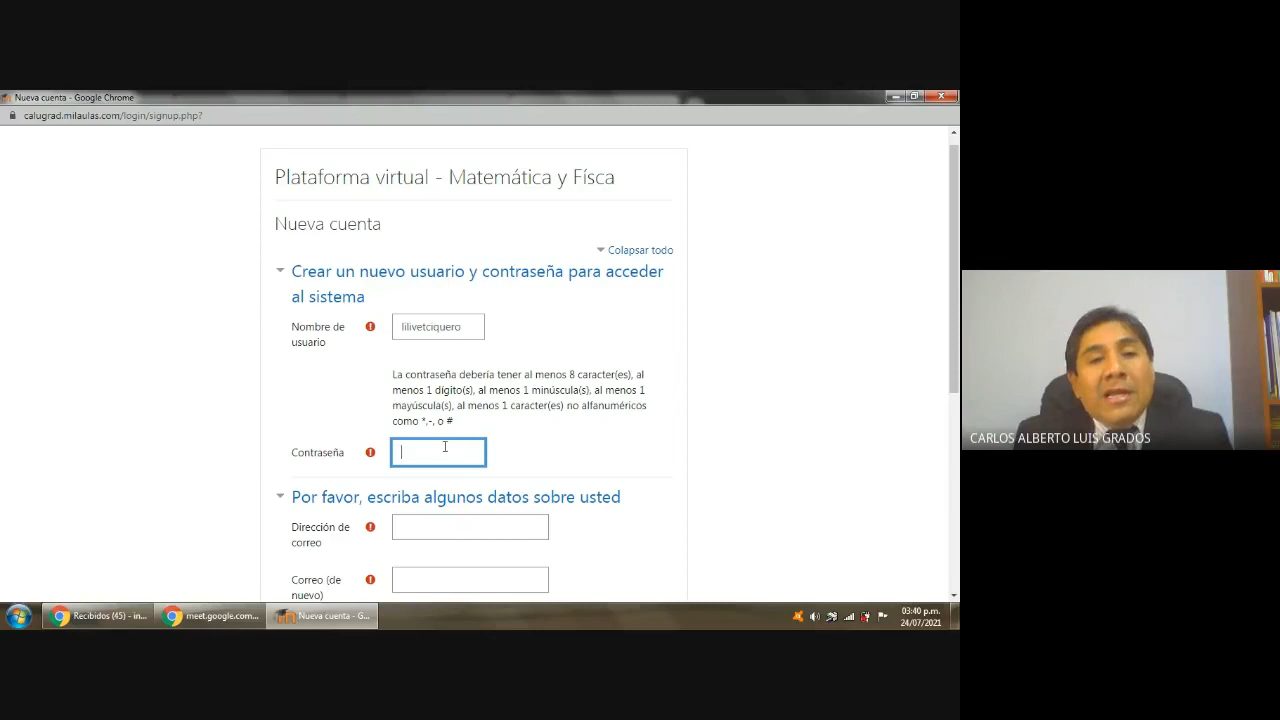 Nueva cuenta - Google Chrome
calugrad.milaulas.com/login/signup.php?
Plataforma virtual - Matemática y Físca
Nueva cuenta
Colapsar todo
Crear un nuevo usuario y contraseña para acceder
al sistema
Nombre de
usuario
lilivetciquero
La contraseña debería tener al menos 8 caracter(es), al
menos 1 dígito(s), al menos 1 minúscula(s), al menos 1
mayúscula(s), al menos 1 caracter(es) no alfanuméricos
como *,-, o #
Contraseña
Por favor, escriba algunos datos sobre usted
Dirección de
correo
Correo (de
nuevo)
CARLOS ALBERTO LUIS GRADOS
Recibidos (45) - in...
meet.google.com...
Nueva cuenta - G...
03:40 p.m.
24/07/2021